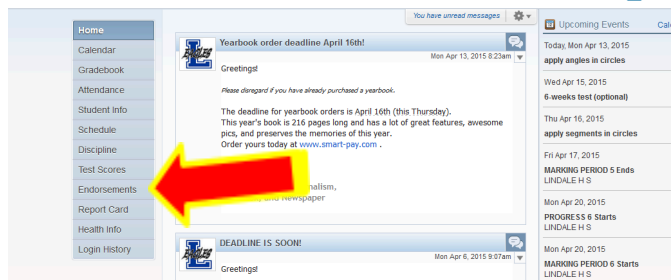 You have unread messages
Home
Calendar
Gradebook
Attendance
Student Info
Schedule
Discipline
Test Scores
Endorsements
Report Card
Health Info
Login History
Yearbook order deadline April 16th!
Mon Apr 13, 2015 8:23am
Greetings!
Please disregard if you have already purchased a yearbook.
The deadline for yearbook orders is April 16th (this Thursday).
This year's book is 216 pages long and has a lot of great features, awesome
pics, and preserves the memories of this year.
Order yours today at www.smart-pay.com .
and Newspaper
EAGLES
DEADLINE IS SOON!
Mon Apr 6, 2015 9:07am
Greetings!
EAGLES
Upcoming Events
Today, Mon Apr 13, 2015
apply angles in circles
Wed Apr 15, 2015
6-weeks test (optional)
Thu Apr 16, 2015
apply segments in circles
Fri Apr 17, 2015
MARKING PERIOD 5 Ends
LINDALE H S
Mon Apr 20, 2015
PROGRESS 6 Starts
LINDALE H S
Mon Apr 20, 2015
MARKING PERIOD 6 Starts
LINDALE H S